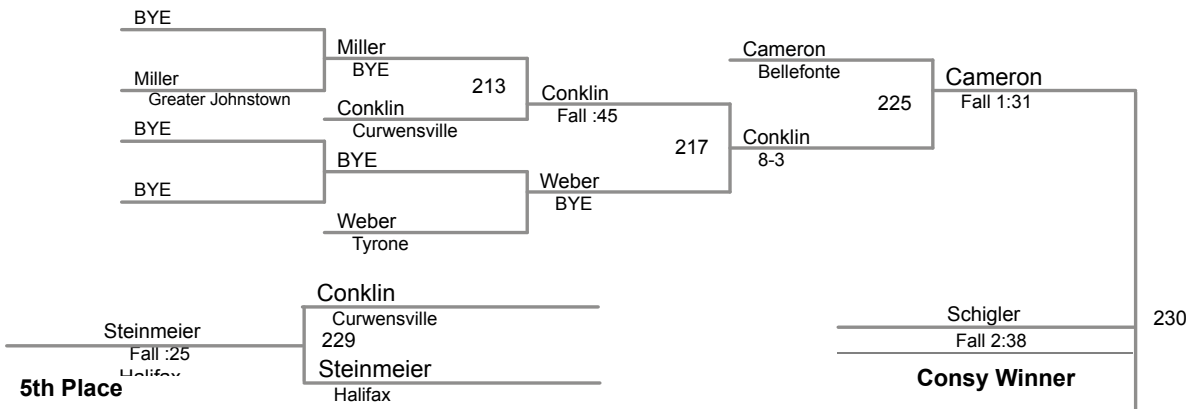 BYE
Miller
BYE
Miller
Greater Johnstown
213
Conklin
Curwensville
Conklin
Fall :45
BYE
BYE
BYE
217
Weber
BYE
Weber
Tyrone
Cameron
Bellefonte
225
Conklin
8-3
Cameron
Fall 1:31
Conklin
Curwensville
229
Steinmeier
Halifax
Steinmeier
Fall :25
Halifax
5th Place
Schigler
Fall 2:38
230
Consy Winner